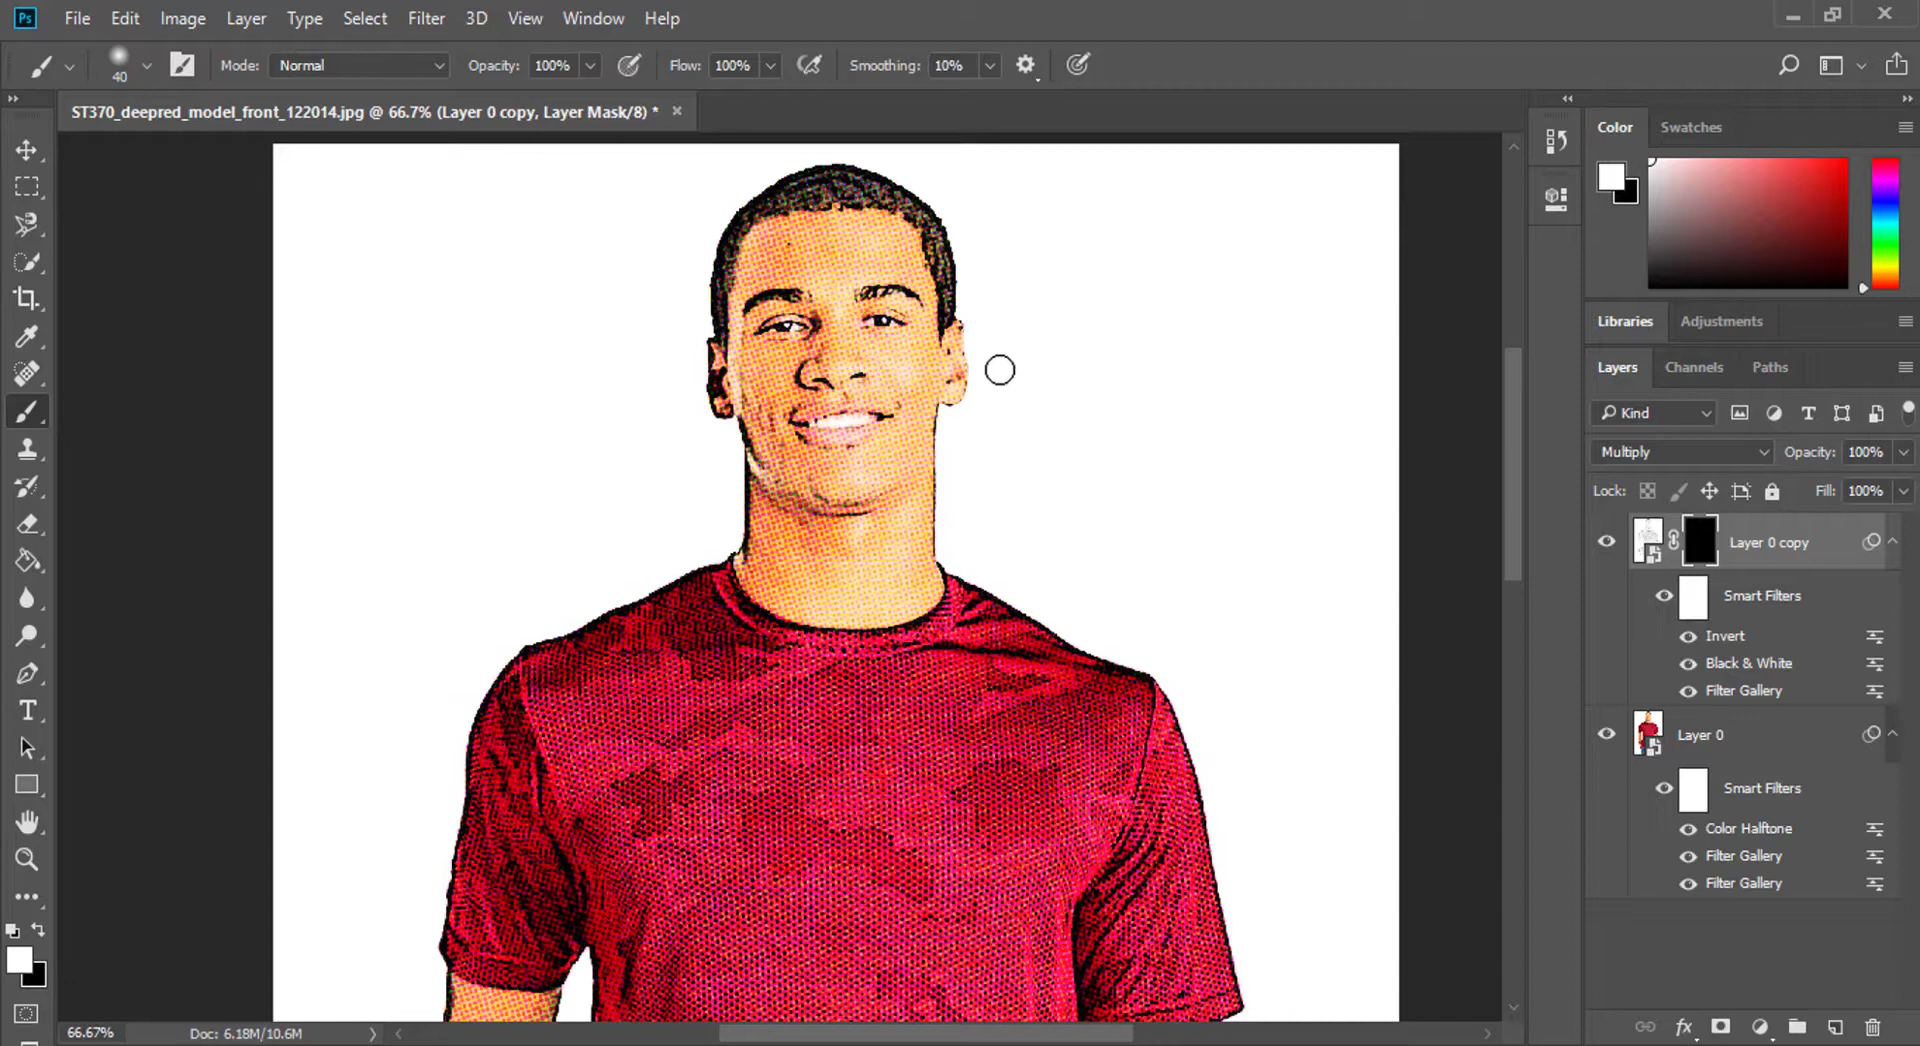 Ps File Edit Image Layer Type Select Filter 3D View Window Help
40 Mode: Normal Opacity: 100% Flow: 100% Smoothing: 10%
ST370_deepred_model_front_122014.jpg @ 66.7% (Layer 0 copy, Layer Mask/8) *
Color Swatches
Libraries Adjustments
Layers Channels Paths
Kind
Multiply Opacity: 100%
Lock: Fill: 100%
Layer 0 copy
Smart Filters
Invert
Black & White
Filter Gallery
Layer 0
Smart Filters
Color Halftone
Filter Gallery
Filter Gallery
66.67% Doc: 6.18M/10.6M